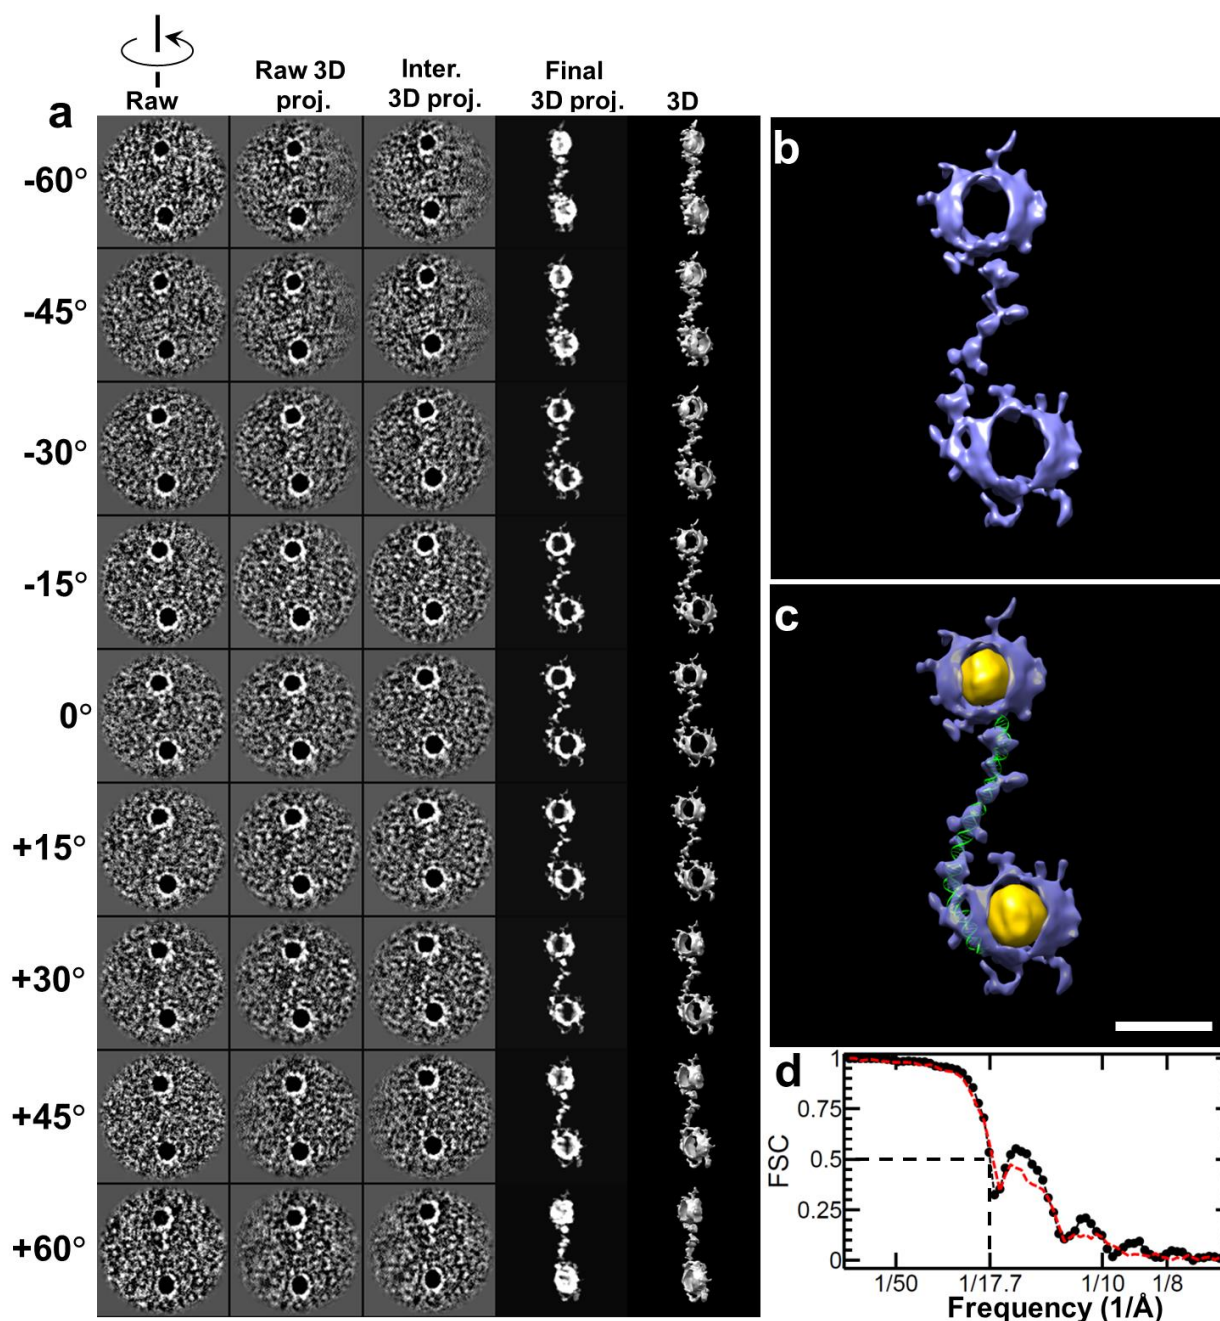 a
Raw
Raw 3D
proj.
Inter.
3D proj.
Final
3D proj.
3D
-60°
-45°
-30°
-15°
0°
+15°
+30°
+45°
+60°
b
c
d
1
0.75
0.5
0.25
0
FSC
1/50
1/17.7
1/10
1/8
Frequency (1/Å)